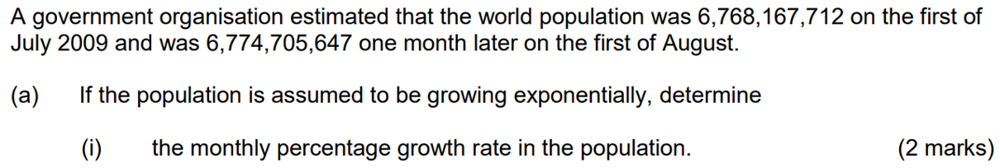 A government organisation estimated that the world population was 6,768,167,712 on the first of
July 2009 and was 6,774,705,647 one month later on the first of August.
(a) If the population is assumed to be growing exponentially, determine
(i) the monthly percentage growth rate in the population. (2 marks)